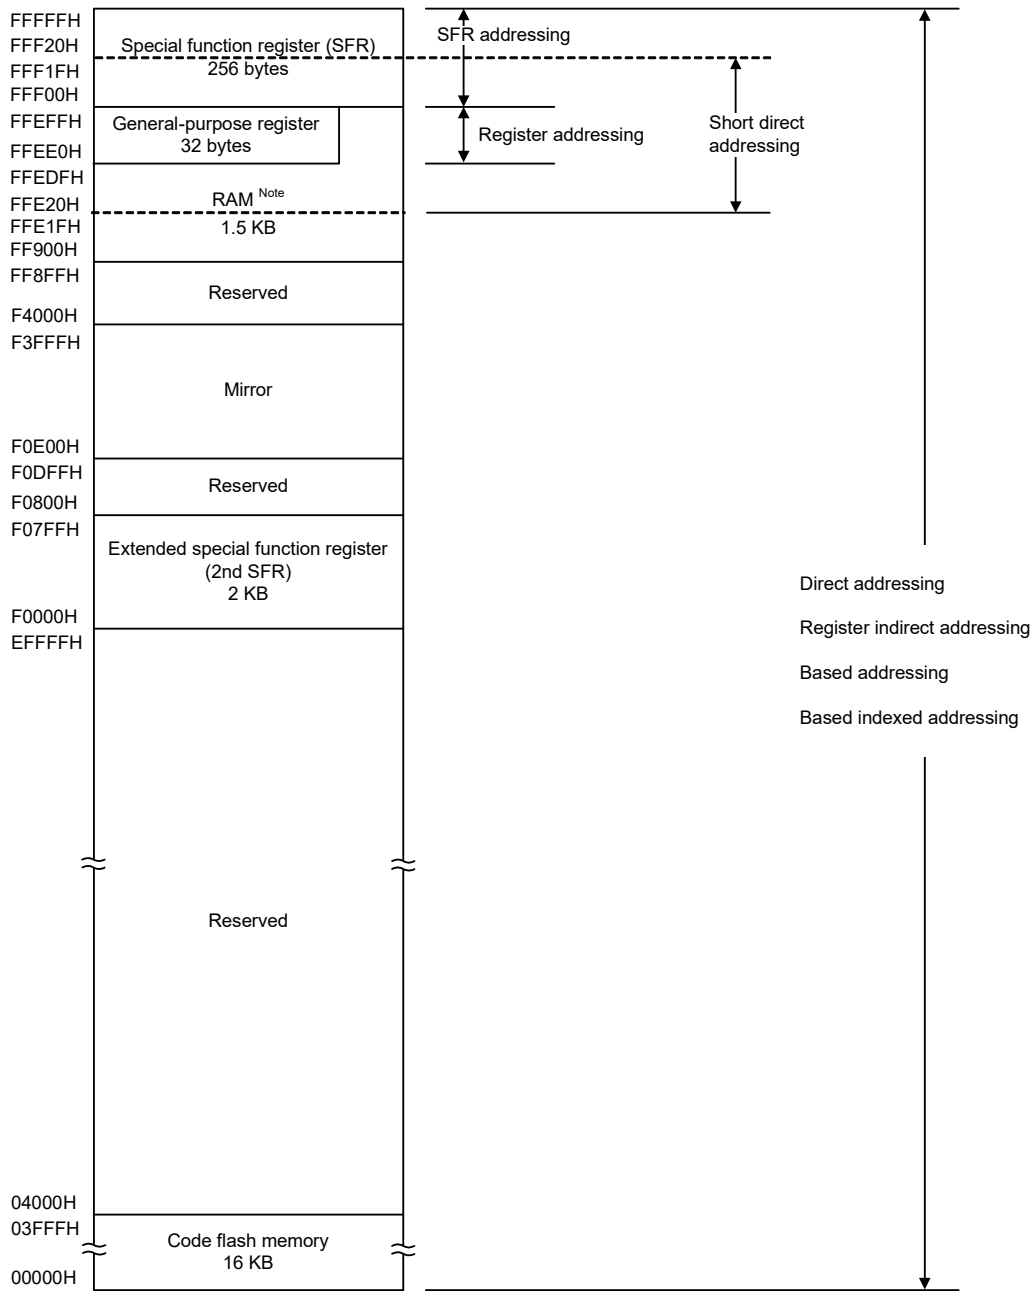 FFFFFH
SFR addressing
FFF20H
Special function register (SFR)
256 bytes
FFF1FH
FFF00H
FFEFFH
General-purpose register
32 bytes
Register addressing
Short direct
addressing
FFEE0H
FFEDFH
RAM Note
1.5 KB
FFE20H
FFE1FH
FF900H
FF8FFH
Reserved
F4000H
F3FFFH
Mirror
F0E00H
F0DFFH
Reserved
F0800H
F07FFH
Extended special function register
(2nd SFR)
2 KB
F0000H
EFFFFH
Direct addressing
Register indirect addressing
Based addressing
Based indexed addressing
Reserved
04000H
03FFFH
Code flash memory
16 KB
00000H